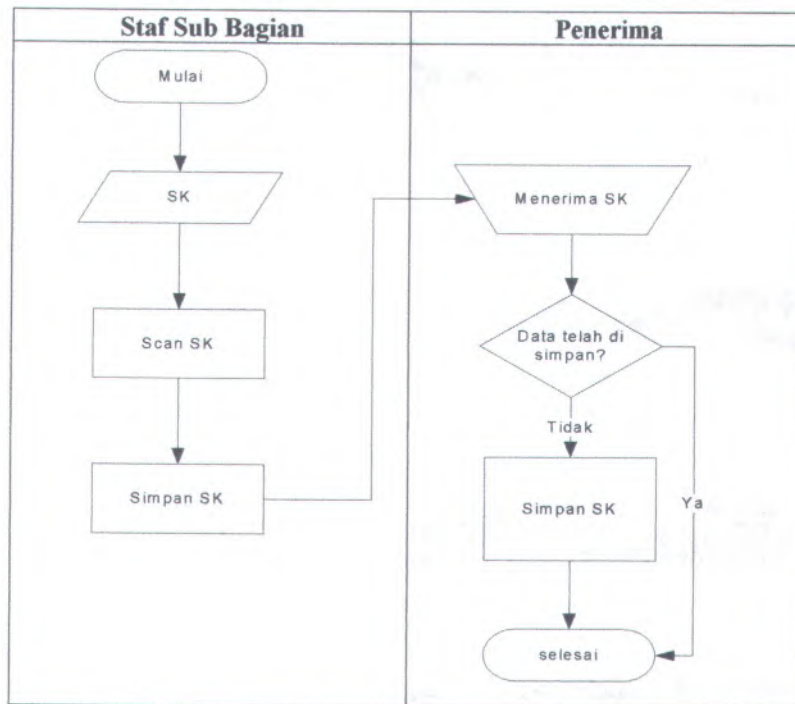 Staf Sub Bagian
Penerima
Mulai
SK
Scan SK
Simpan SK
Menerima SK
Data telah di
simpan?
Tidak
Ya
Simpan SK
selesai